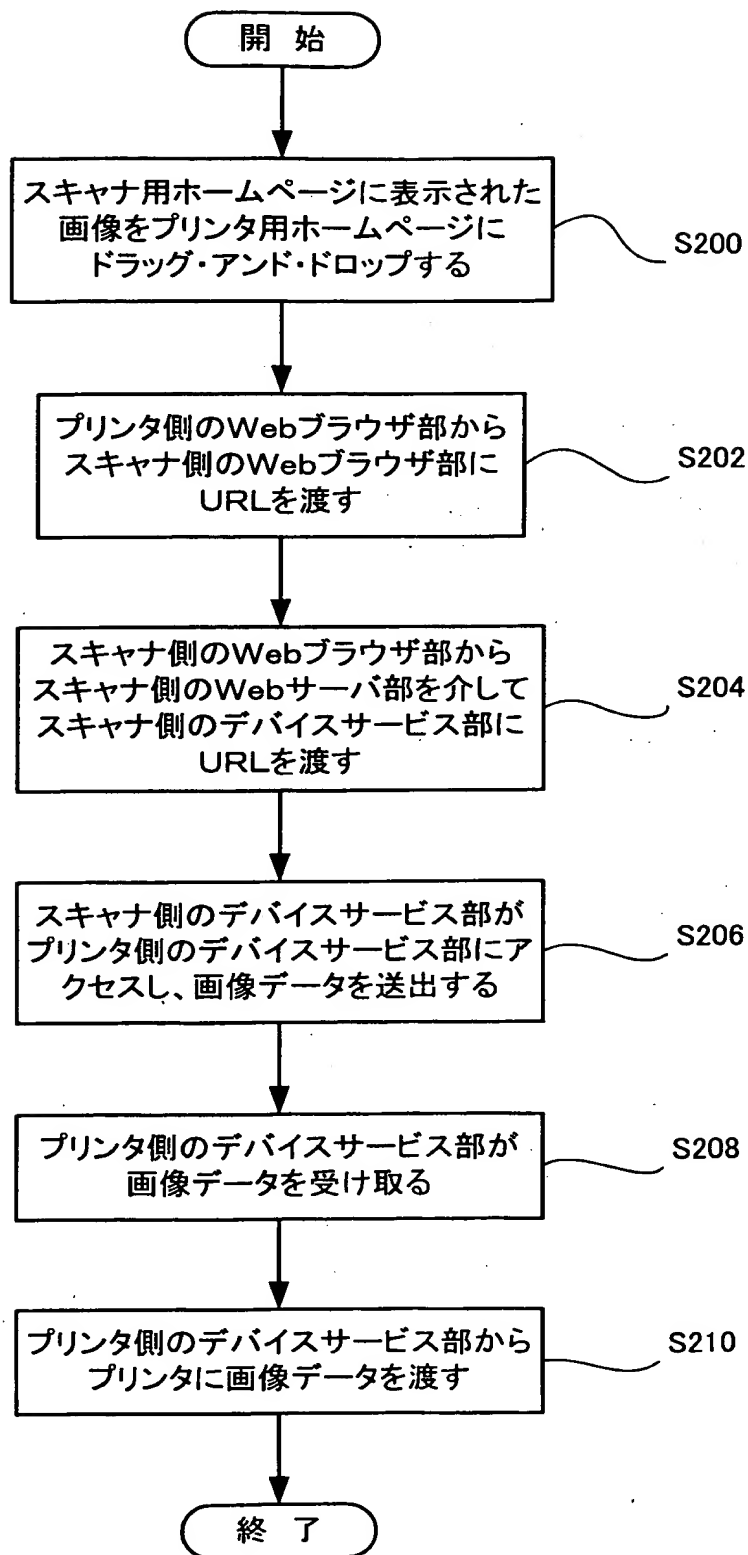 開 始
スキャナ用ホームページに表示された
画像をプリンタ用ホームページに
ドラッグ・アンド・ドロップする
S200
プリンタ側のWebブラウザ部から
スキャナ側のWebブラウザ部に
URLを渡す
S202
スキャナ側のWebブラウザ部から
スキャナ側のWebサーバ部を介して
スキャナ側のデバイスサービス部に
URLを渡す
S204
スキャナ側のデバイスサービス部が
プリンタ側のデバイスサービス部にア
クセスし、画像データを送出する
S206
プリンタ側のデバイスサービス部が
画像データを受け取る
S208
プリンタ側のデバイスサービス部から
プリンタに画像データを渡す
S210
終 了